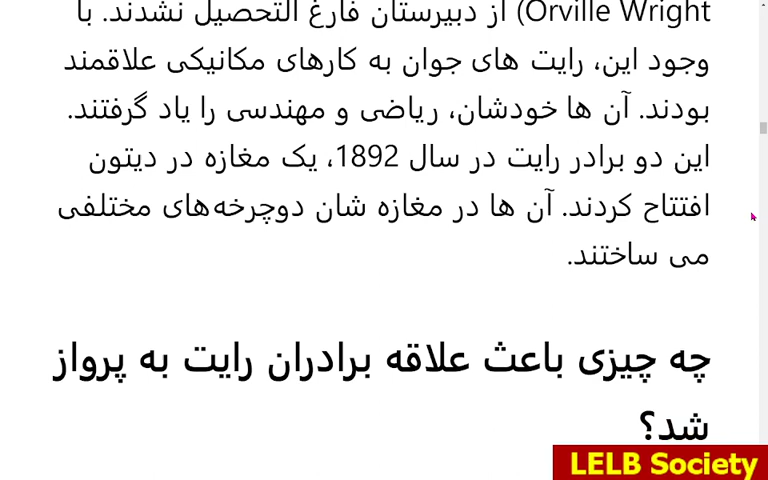 Orville Wright) از دبیرستان فارغ التحصیل نشدند. با
وجود این، رایت های جوان به کارهای مکانیکی علاقمند
بودند. آن ها خودشان، ریاضی و مهندسی را یاد گرفتند.
این دو برادر رایت در سال 1892، یک مغازه در دیتون
افتتاح کردند. آن ها در مغازه شان دوچرخه‌های مختلفی
می ساختند.
چه چیزی باعث علاقه برادران رایت به پرواز
شد؟
LELB Society